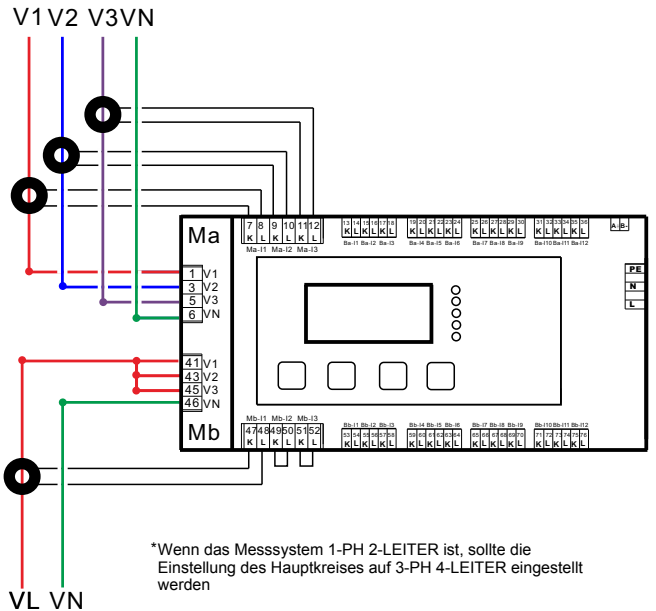 V1 V2 V3 VN
Ma
7 8 9 10 11 12
K L K L K L
Ma-I1 Ma-I2 Ma-I3
13 14 15 16 17 18
K L K L K L
Ba-I1 Ba-I2 Ba-I3
19 20 21 22 23 24
K L K L K L
Ba-I4 Ba-I5 Ba-I6
25 26 27 28 29 30
K L K L K L
Ba-I7 Ba-I8 Ba-I9
31 32 33 34 35 36
K L K L K L
Ba-I10 Ba-I11 Ba-I12
A- B-
PE
N
L
1 V1
3 V2
5 V3
6 VN
41 V1
43 V2
45 V3
46 VN
Mb
Mb-I1 Mb-I2 Mb-I3
47 48 49 50 51 52
K L K L K L
Bb-I1 Bb-I2 Bb-I3
53 54 55 56 57 58
K L K L K L
Bb-I4 Bb-I5 Bb-I6
59 60 61 62 63 64
K L K L K L
Bb-I7 Bb-I8 Bb-I9
65 66 67 68 69 70
K L K L K L
Bb-I10 Bb-I11 Bb-I12
71 72 73 74 75 76
K L K L K L
*Wenn das Messsystem 1-PH 2-LEITER ist, sollte die
Einstellung des Hauptkreises auf 3-PH 4-LEITER eingestellt
werden
VL VN